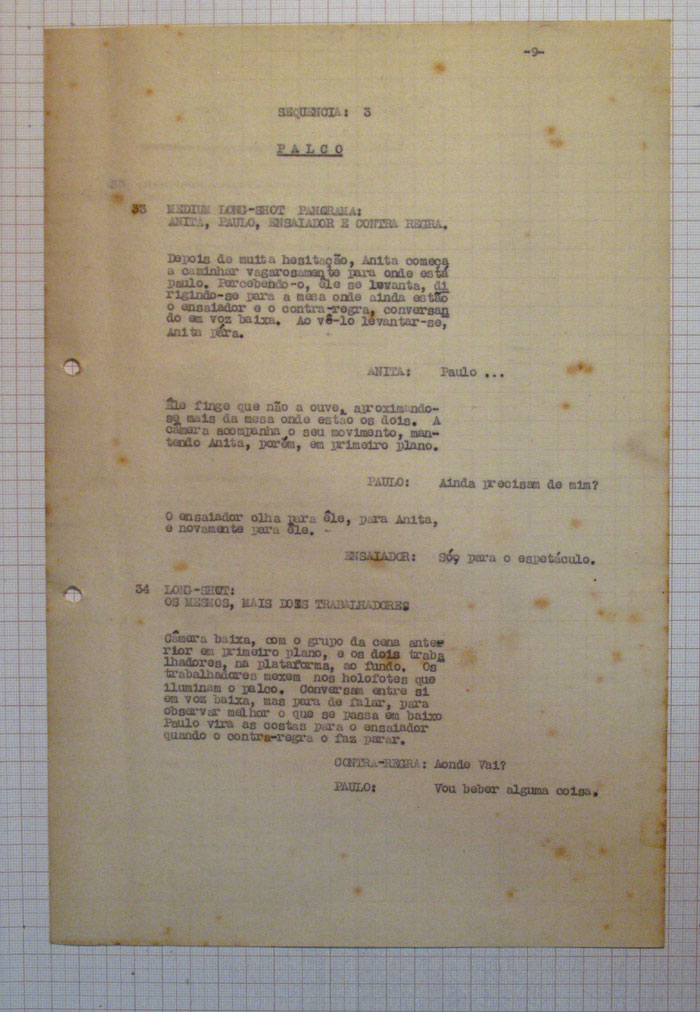 -9-
SEQUENCIA: 3
PALCO
33 MEDIUM LONG-SHOT PANORAMA:
ANITA, PAULO, ENSAIADOR E CONTRA REGRA.
Depois de muita hesitação, Anita começa
a caminhar vagarosamente para onde está
paulo. Percebendo-o, êle se levanta, di
rigindo-se para a mesa onde ainda estão
o ensaiador e o contra-regra, conversan
do em voz baixa. Ao vê-lo levantar-se,
Anita pára.
ANITA: Paulo ...
Êle finge que não a ouve, aproximando-
se mais da mesa onde estão os dois. A
câmera acompanha o seu movimento, man-
tendo Anita, porém, em primeiro plano.
PAULO: Ainda precisam de mim?
O ensaiador olha para êle, para Anita,
e novamente para êle. -
ENSAIADOR: Só, para o espetáculo.
34 LONG-SHOT:
OS MESMOS, MAIS DOIS TRABALHADORES
Câmera baixa, com o grupo da cena ante
rior em primeiro plano, e os dois traba
lhadores, na plataforma, ao fundo. Os
trabalhadores mexem nos holofotes que
iluminam o palco. Conversam entre si
em voz baixa, mas para de falar, para
observar melhor o que se passa em baixo
Paulo vira as costas para o ensaiador
quando o contra-regra o faz parar.
CONTRA-REGRA: Aonde Vai?
PAULO: Vou beber alguma coisa.